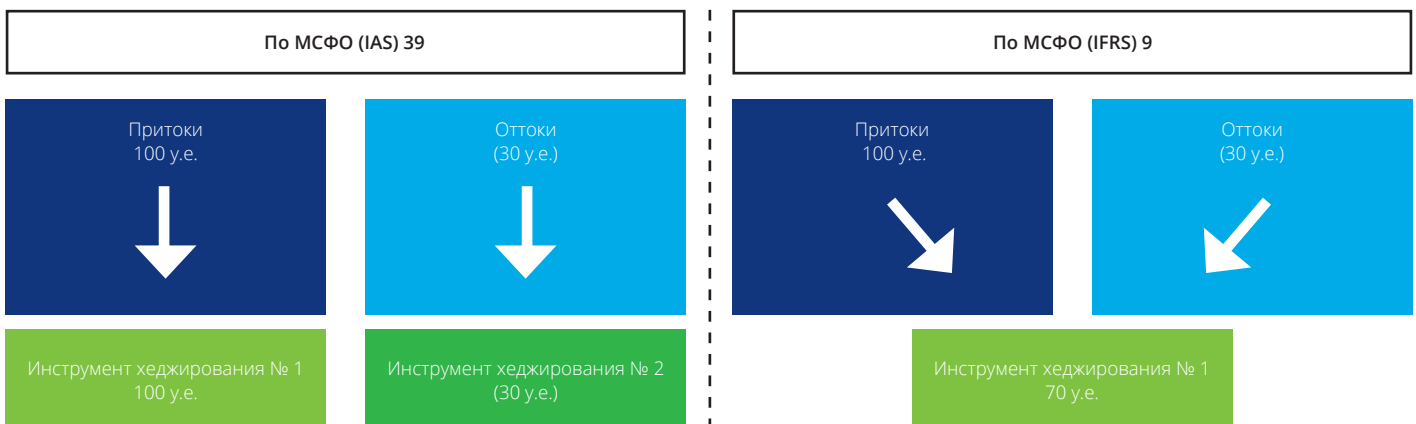 По МСФО (IAS) 39
Притоки
100 у.е.
Оттоки
(30 у.е.)
Инструмент хеджирования № 1
100 у.е.
Инструмент хеджирования № 2
(30 у.е.)
По МСФО (IFRS) 9
Притоки
100 у.е.
Оттоки
(30 у.е.)
Инструмент хеджирования № 1
70 у.е.